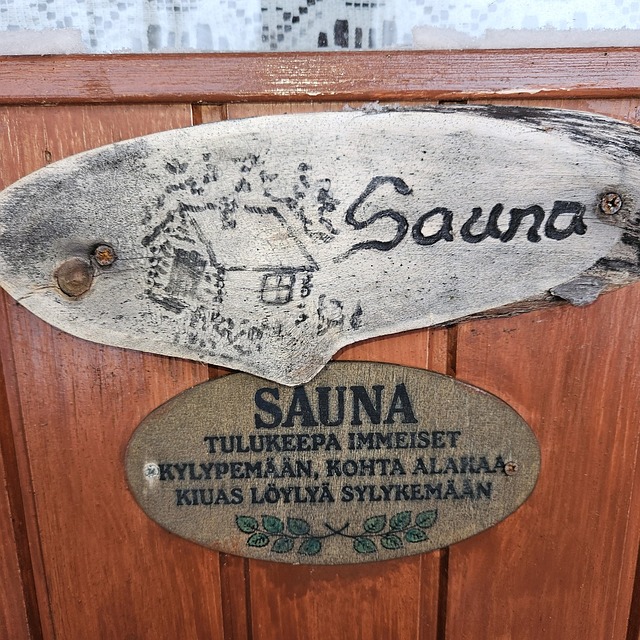 Sauna
SAUNA
TULUKEEPA IMMEISET
KYLYPEMÄÄN, KOHTA ALAKAA
KIUAS LÖYLYÄ SYLYKEMÄÄN